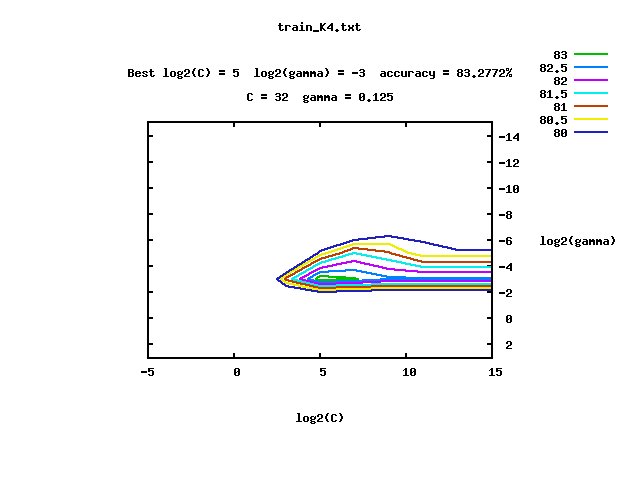 train_K4.txt
Best log2(C) = 5  log2(gamma) = -3  accuracy = 83.2772%
C = 32  gamma = 0.125
83
82.5
82
81.5
81
80.5
80
-14
-12
-10
-8
-6
-4
-2
0
2
log2(gamma)
-5 0 5 10 15
log2(C)